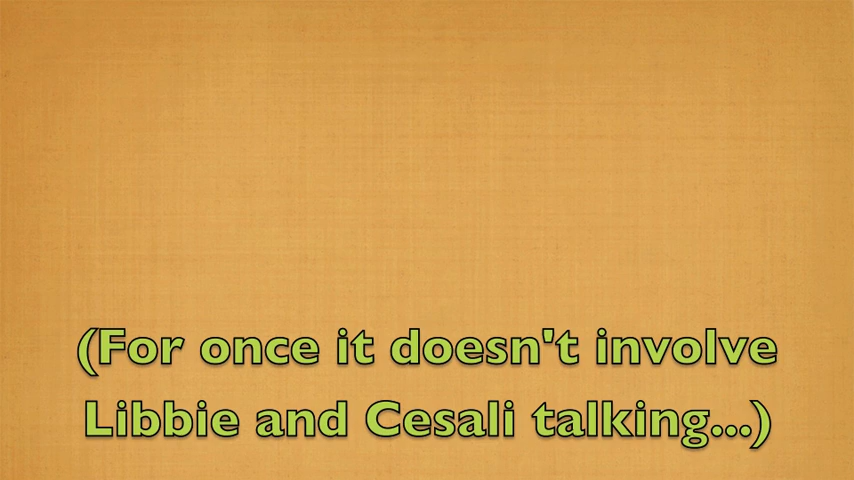 (For once it doesn't involve
Libbie and Cesali talking...)